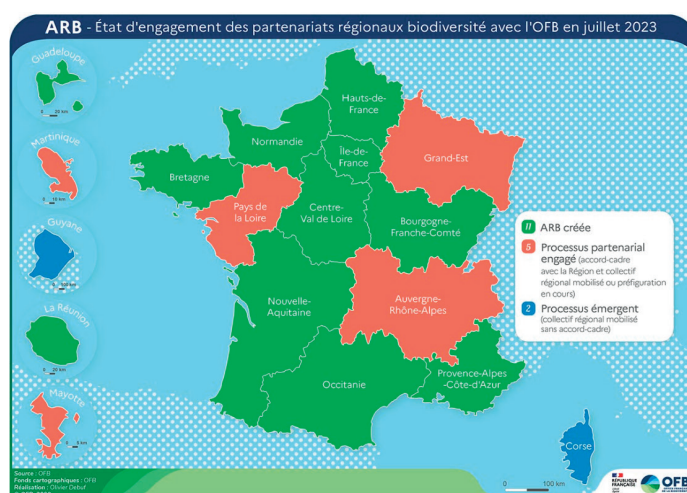 ARB - État d'engagement des partenariats régionaux biodiversité avec l'OFB en juillet 2023
Guadeloupe
0 20 km
Martinique
0 10 km
Guyane
La Réunion
0 20 km
Mayotte
0 5 km
Hauts-de-
France
Normandie
Île-de-
France
Grand-Est
Bretagne
Pays de
la Loire
Centre-
Val de Loire
Bourgogne-
Franche-Comté
Nouvelle-
Aquitaine
Auvergne-
Rhône-Alpes
Occitanie
Provence-Alpes
-Côte-d'Azur
Corse
11 ARB créée
5 Processus partenarial
engagé (accord-cadre
avec la Région et collectif
régional mobilisé ou préfiguration
en cours)
2 Processus émergent
(collectif régional mobilisé
sans accord-cadre)
Source : OFB
Fonds cartographiques : OFB
Réalisation : Olivier Debuf
0 100 km
RÉPUBLIQUE
FRANÇAISE
OFB